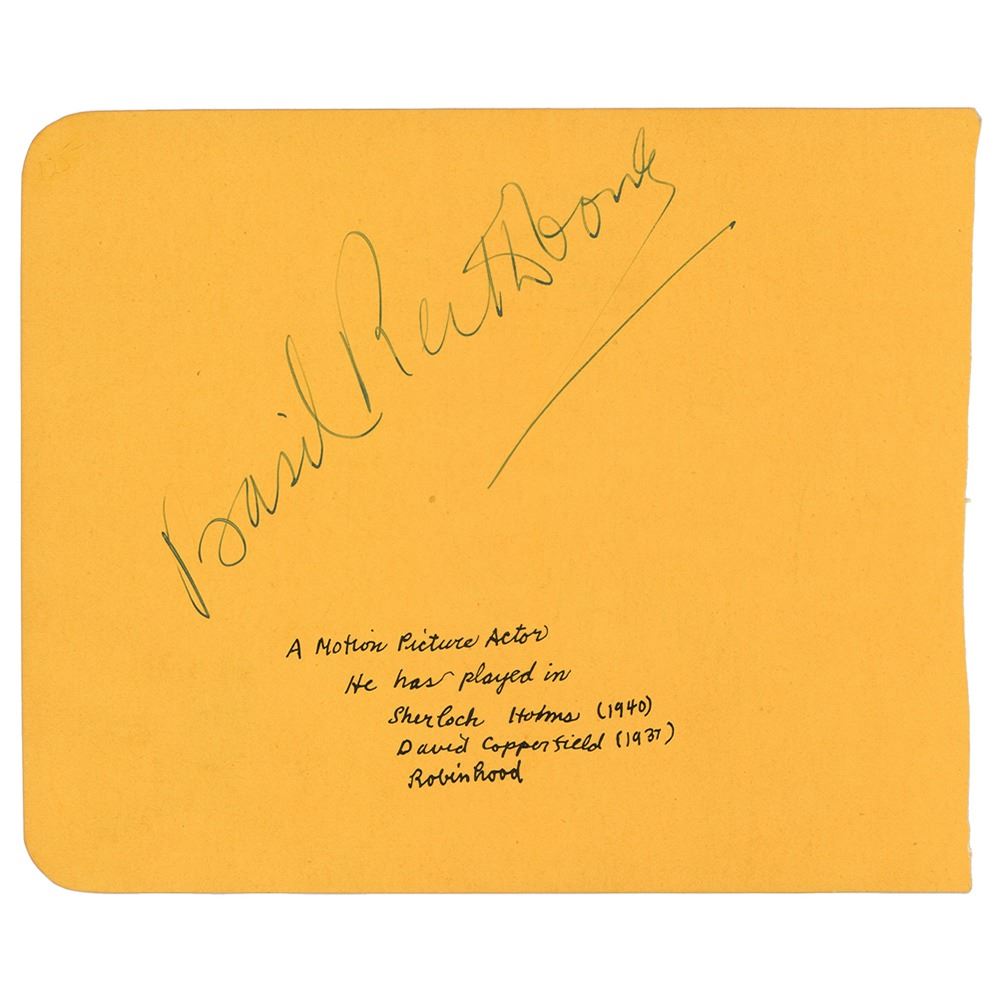 Basil Rathbone
A Motion Picture Actor
He has played in
Sherlock Holms (1940)
David Copperfield (1937)
Robinhood